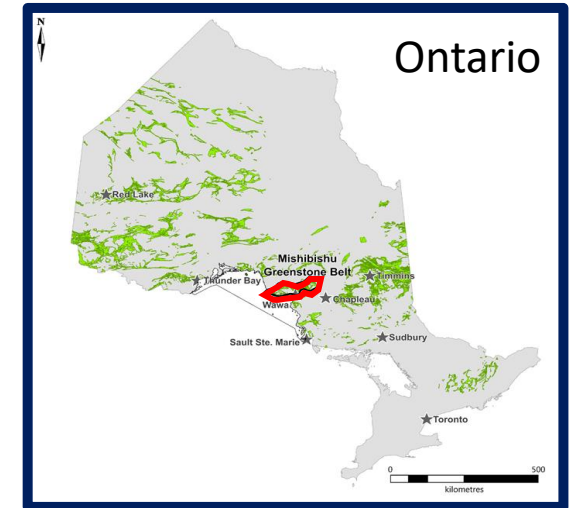 N
Ontario
Red Lake
Mishibishu
Greenstone Belt
Timmins
Thunder Bay
Chapleau
Wawa
Sault Ste. Marie
Sudbury
Toronto
0 500
kilometres